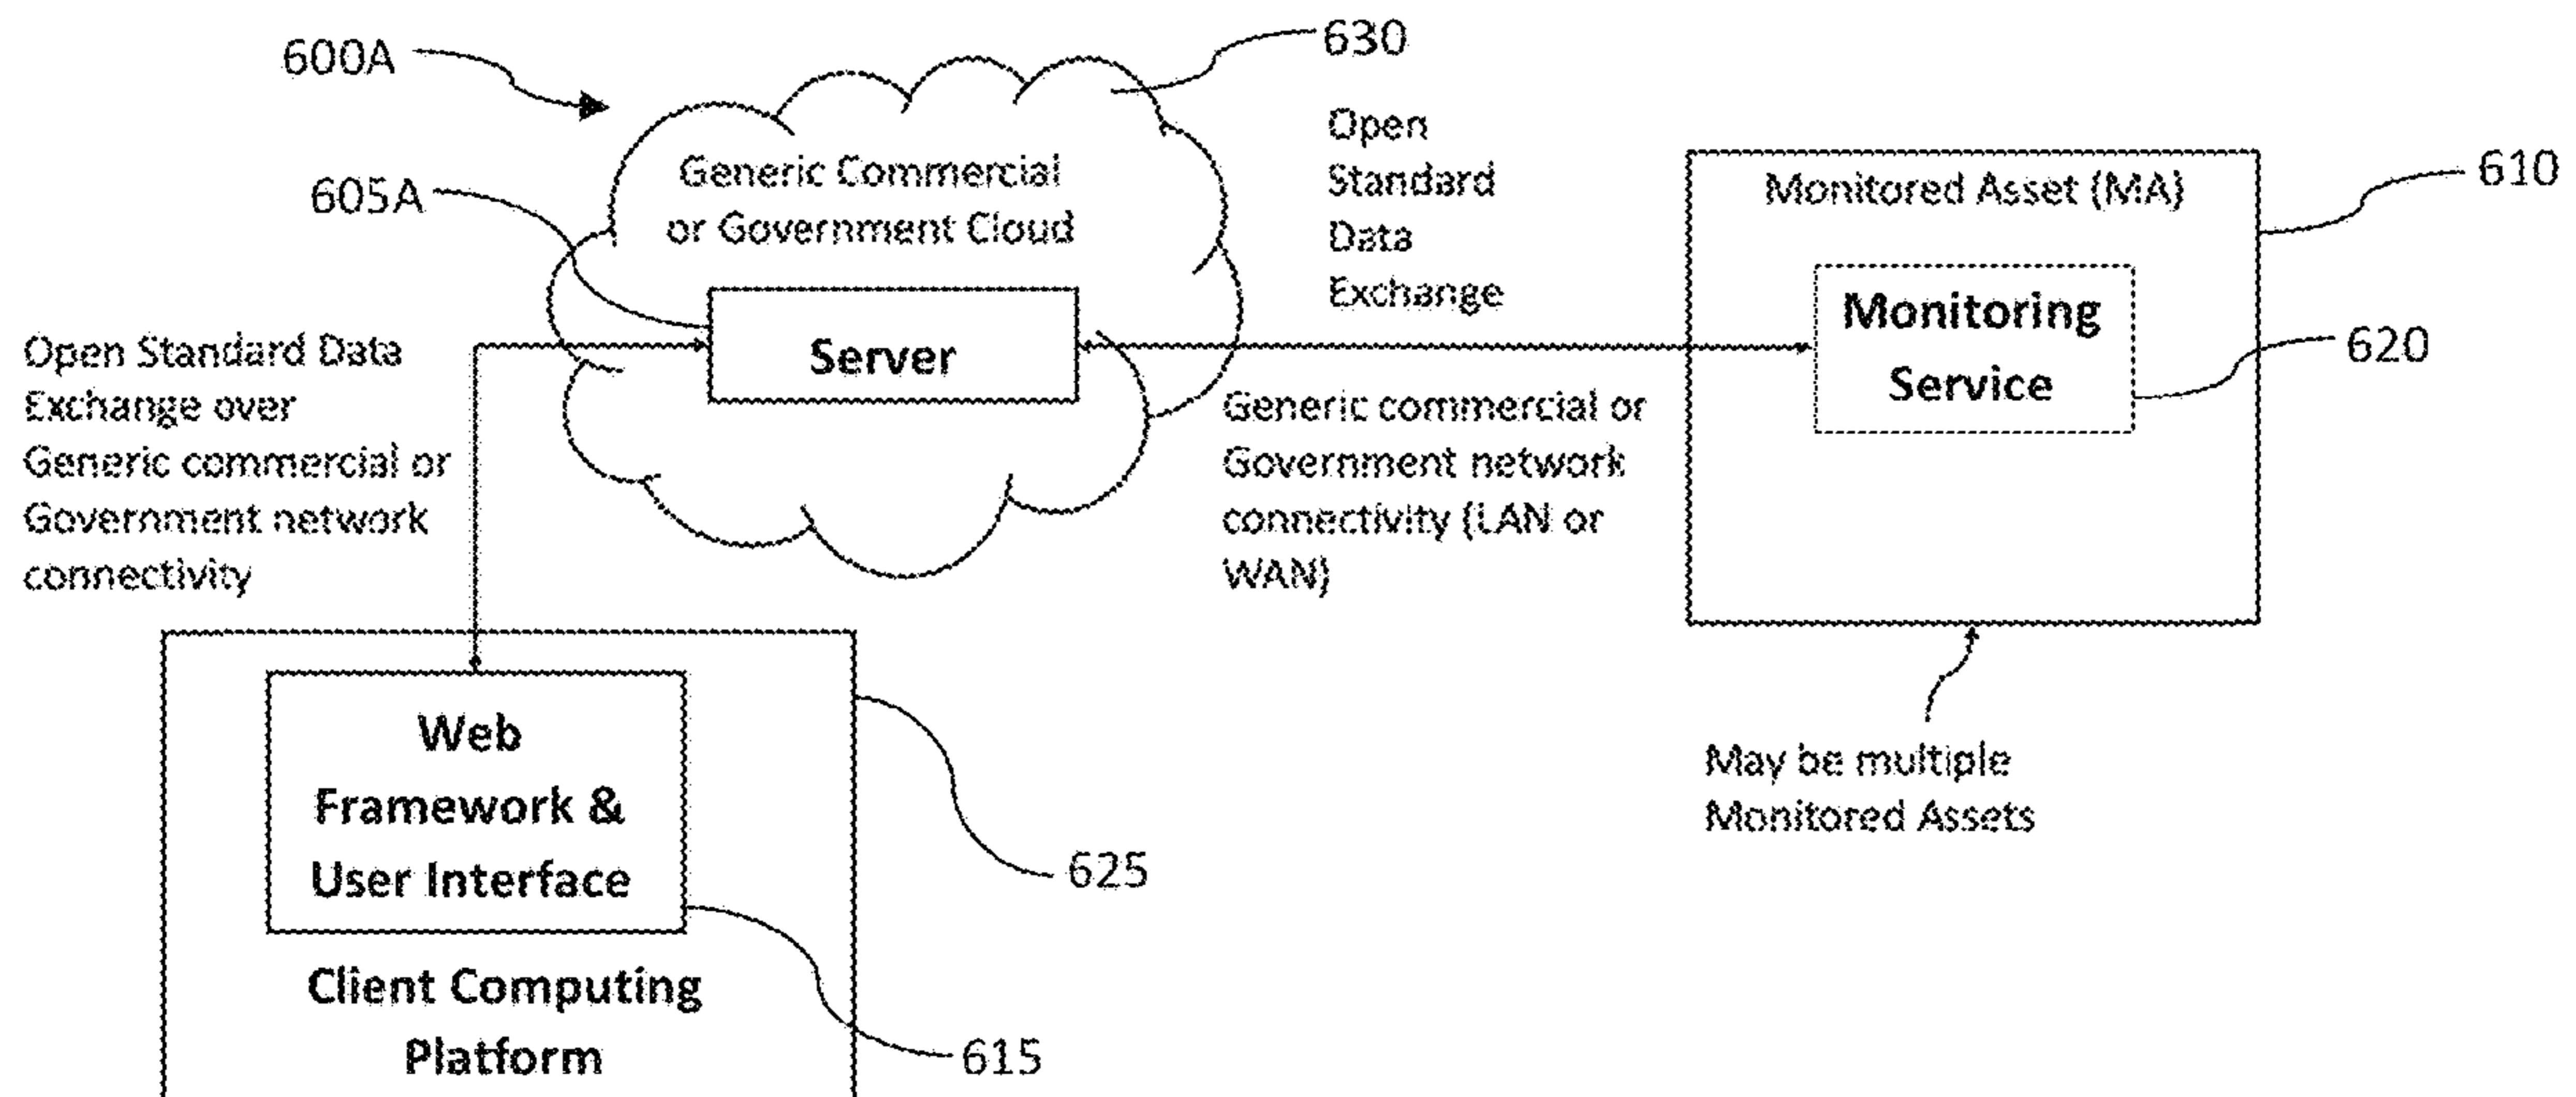 600A
630
605A
Generic Commercial
or Government Cloud
Server
Open
Standard
Data
Exchange
Monitored Asset (MA)
610
Monitoring
Service
620
Open Standard Data
Exchange over
Generic commercial or
Government network
connectivity
Generic commercial or
Government network
connectivity (LAN or
WAN)
May be multiple
Monitored Assets
Web
Framework &
User Interface
625
Client Computing
Platform
615